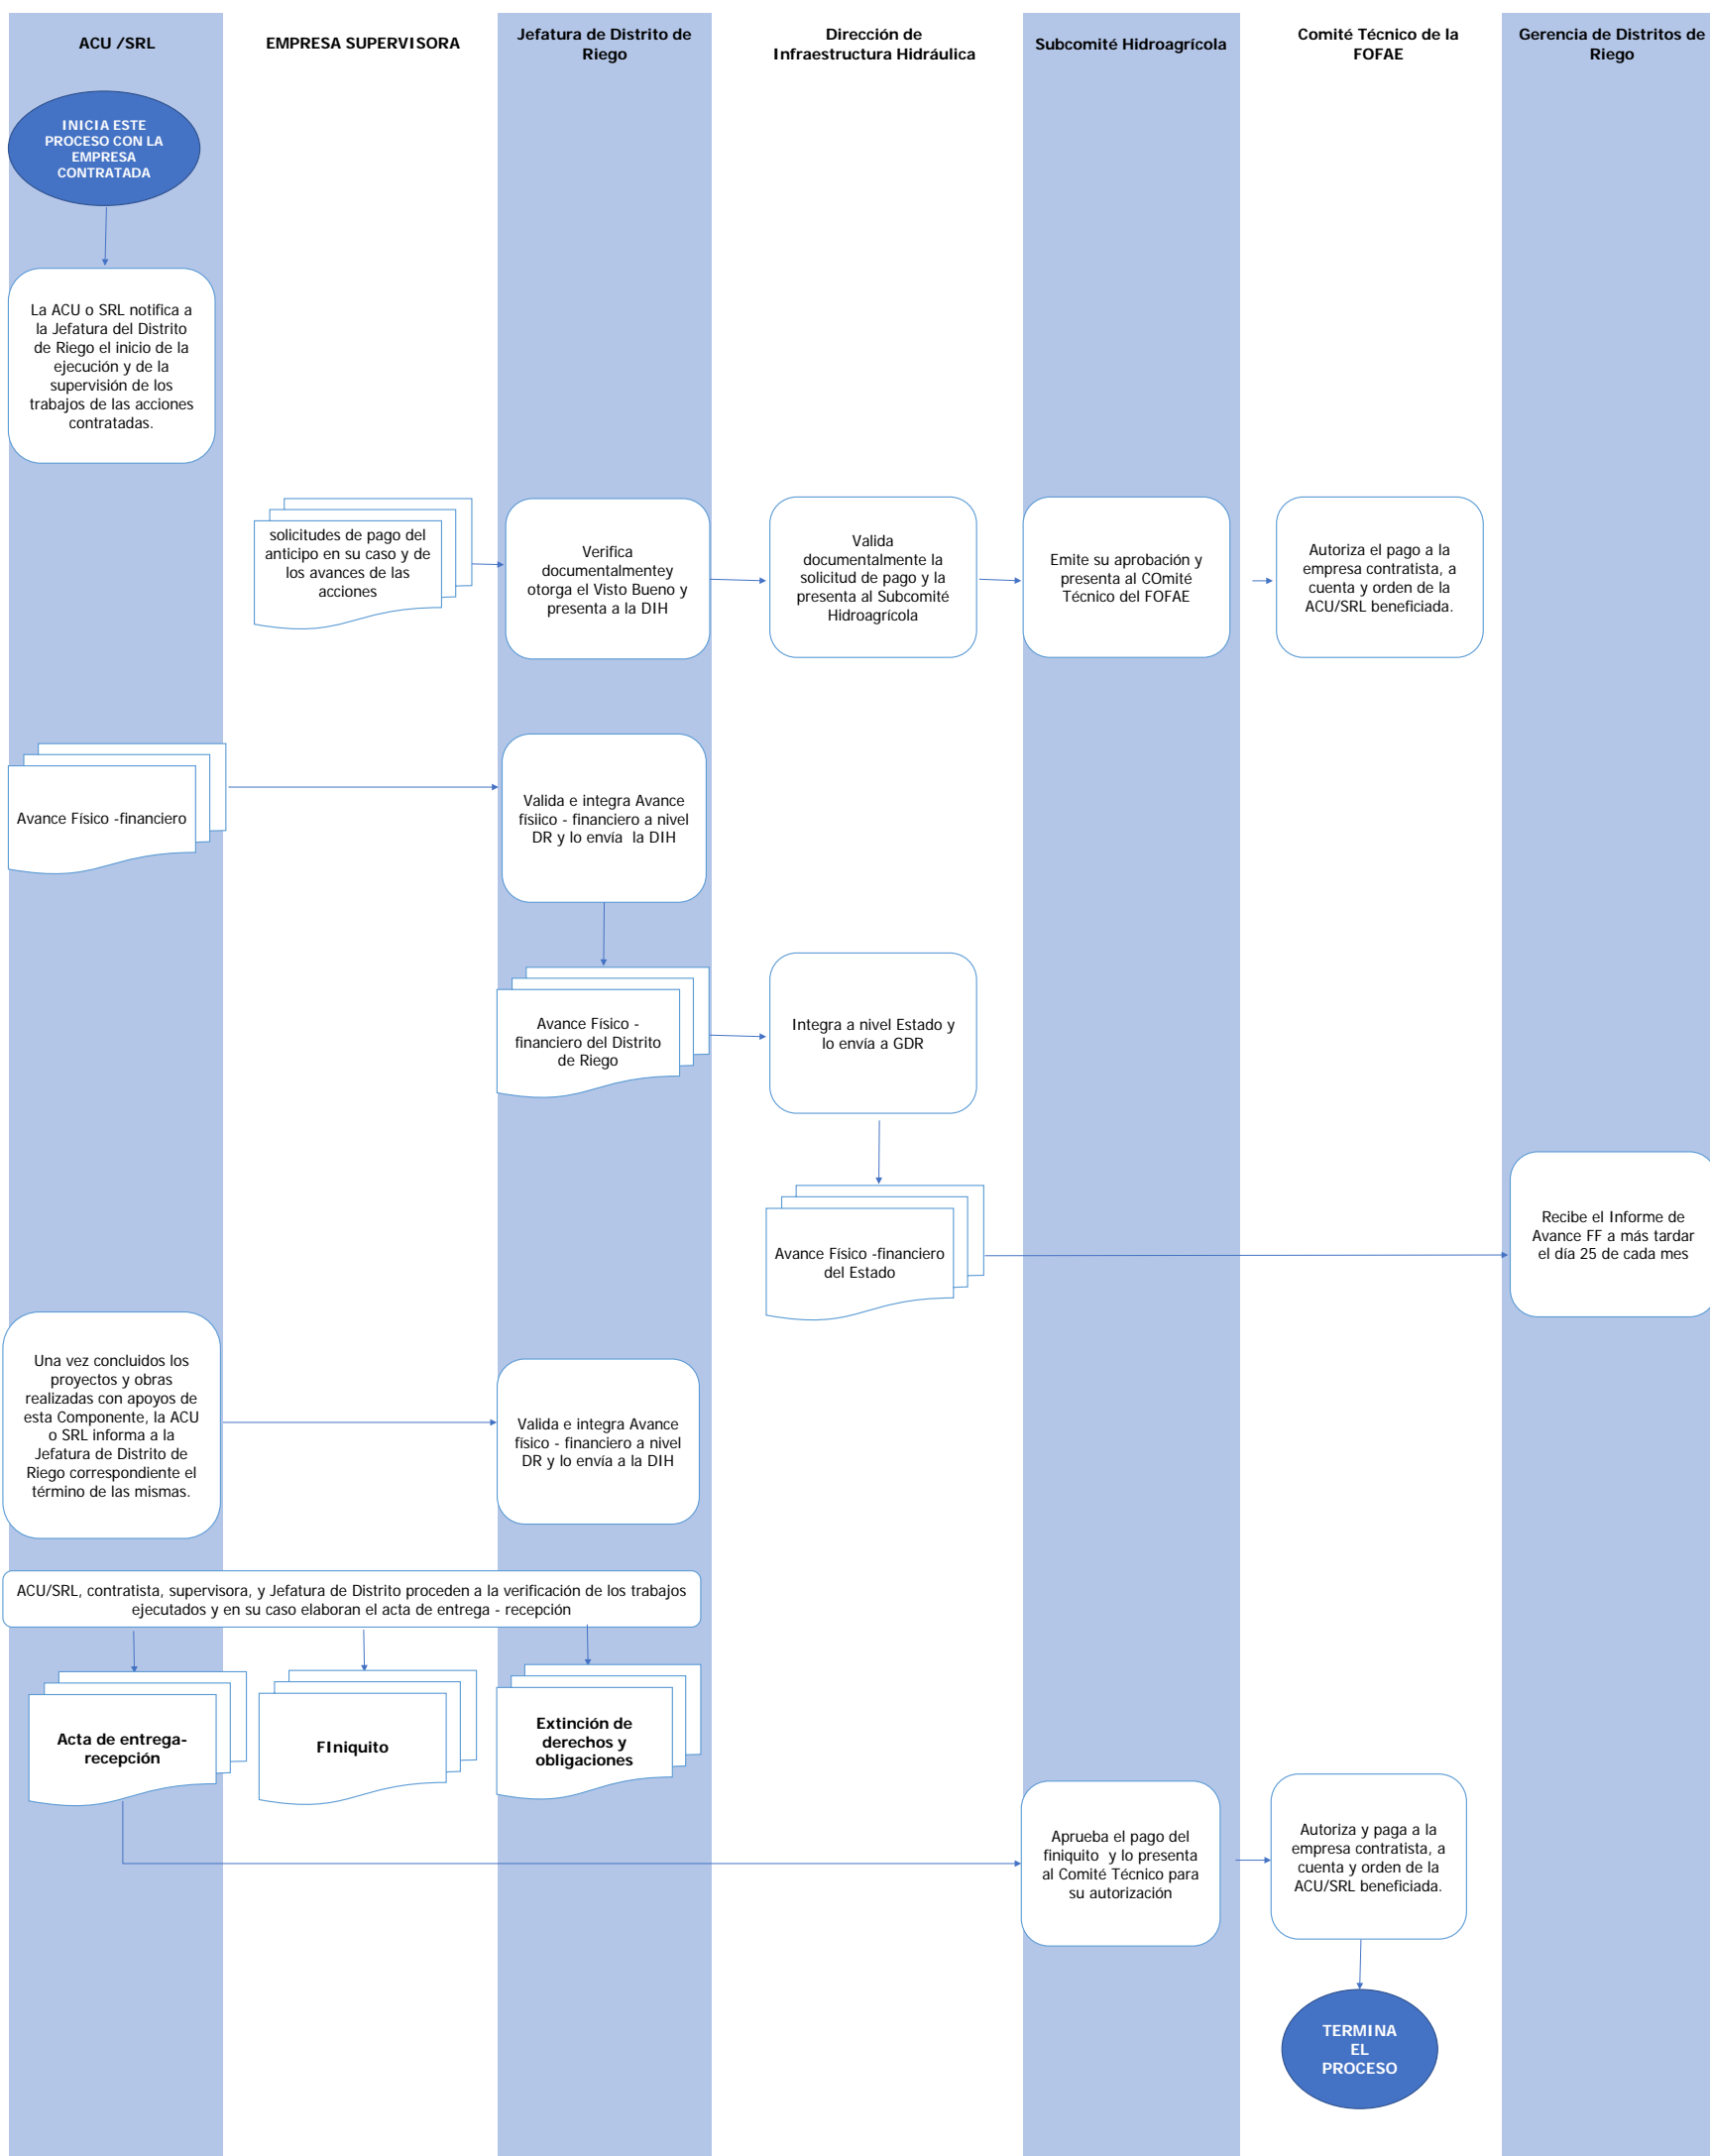 ACU /SRL
EMPRESA SUPERVISORA
Jefatura de Distrito de
Riego
Dirección de
Infraestructura Hidráulica
Subcomité Hidroagrícola
Comité Técnico de la
FOFAE
Gerencia de Distritos de
Riego
INICIA ESTE
PROCESO CON LA
EMPRESA
CONTRATADA
La ACU o SRL notifica a
la Jefatura del Distrito
de Riego el inicio de la
ejecución y de la
supervisión de los
trabajos de las acciones
contratadas.
solicitudes de pago del
anticipo en su caso y de
los avances de las
acciones
Verifica
documentalmentey
otorga el Visto Bueno y
presenta a la DIH
Valida
documentalmente la
solicitud de pago y la
presenta al Subcomité
Hidroagrícola
Emite su aprobación y
presenta al COmité
Técnico del FOFAE
Autoriza el pago a la
empresa contratista, a
cuenta y orden de la
ACU/SRL beneficiada.
Avance Físico -financiero
Valida e integra Avance
físiico - financiero a nivel
DR y lo envía  la DIH
Avance Físico -
financiero del Distrito
de Riego
Integra a nivel Estado y
lo envía a GDR
Avance Físico -financiero
del Estado
Recibe el Informe de
Avance FF a más tardar
el día 25 de cada mes
Una vez concluidos los
proyectos y obras
realizadas con apoyos de
esta Componente, la ACU
o SRL informa a la
Jefatura de Distrito de
Riego correspondiente el
término de las mismas.
Valida e integra Avance
físico - financiero a nivel
DR y lo envía a la DIH
ACU/SRL, contratista, supervisora, y Jefatura de Distrito proceden a la verificación de los trabajos
ejecutados y en su caso elaboran el acta de entrega - recepción
Acta de entrega-
recepción
FIniquito
Extinción de
derechos y
obligaciones
Aprueba el pago del
finiquito  y lo presenta
al Comité Técnico para
su autorización
Autoriza y paga a la
empresa contratista, a
cuenta y orden de la
ACU/SRL beneficiada.
TERMINA
EL
PROCESO